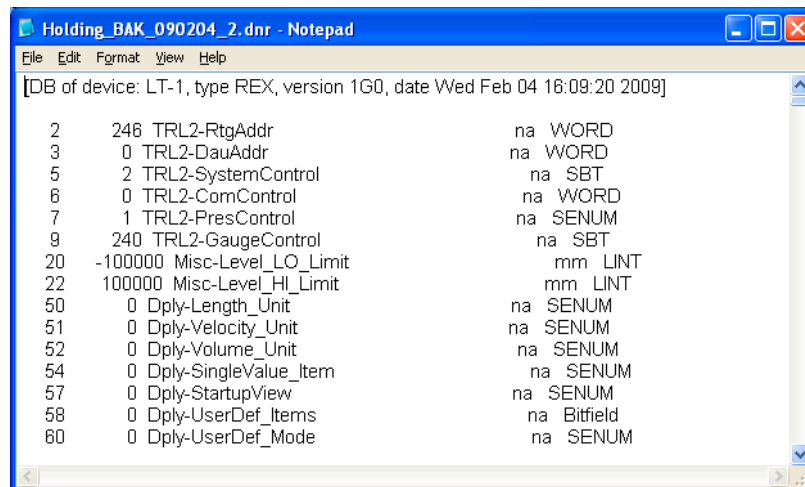 Holding_BAK_090204_2.dnr - Notepad
File Edit Format View Help
[DB of device: LT-1, type REX, version 1G0, date Wed Feb 04 16:09:20 2009]
2 246 TRL2-RtgAddr na WORD
3 0 TRL2-DauAddr na WORD
5 2 TRL2-SystemControl na SBT
6 0 TRL2-ComControl na WORD
7 1 TRL2-PresControl na SENUM
9 240 TRL2-GaugeControl na SBT
20 -100000 Misc-Level_LO_Limit mm LINT
22 100000 Misc-Level_HI_Limit mm LINT
50 0 Dply-Length_Unit na SENUM
51 0 Dply-Velocity_Unit na SENUM
52 0 Dply-Volume_Unit na SENUM
54 0 Dply-SingleValue_Item na SENUM
57 0 Dply-StartupView na SENUM
58 0 Dply-UserDef_Items na Bitfield
60 0 Dply-UserDef_Mode na SENUM